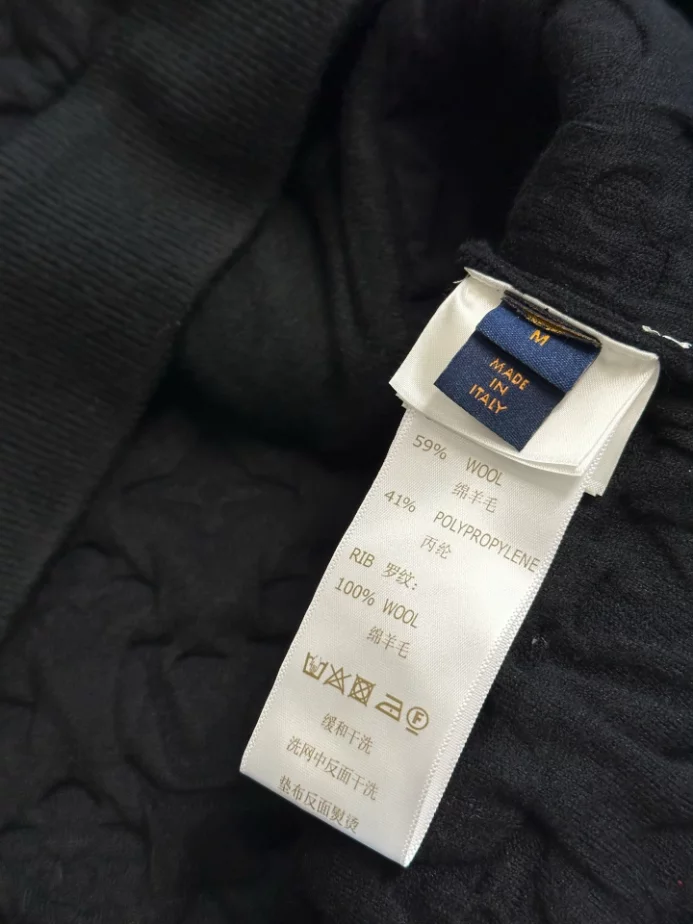 M
MADE
IN
ITALY
59% WOOL
绵羊毛
41% POLYPROPYLENE
丙纶
RIB 罗纹:
100% WOOL
绵羊毛
F
缓和干洗
洗网中反面干洗
垫布反面熨烫